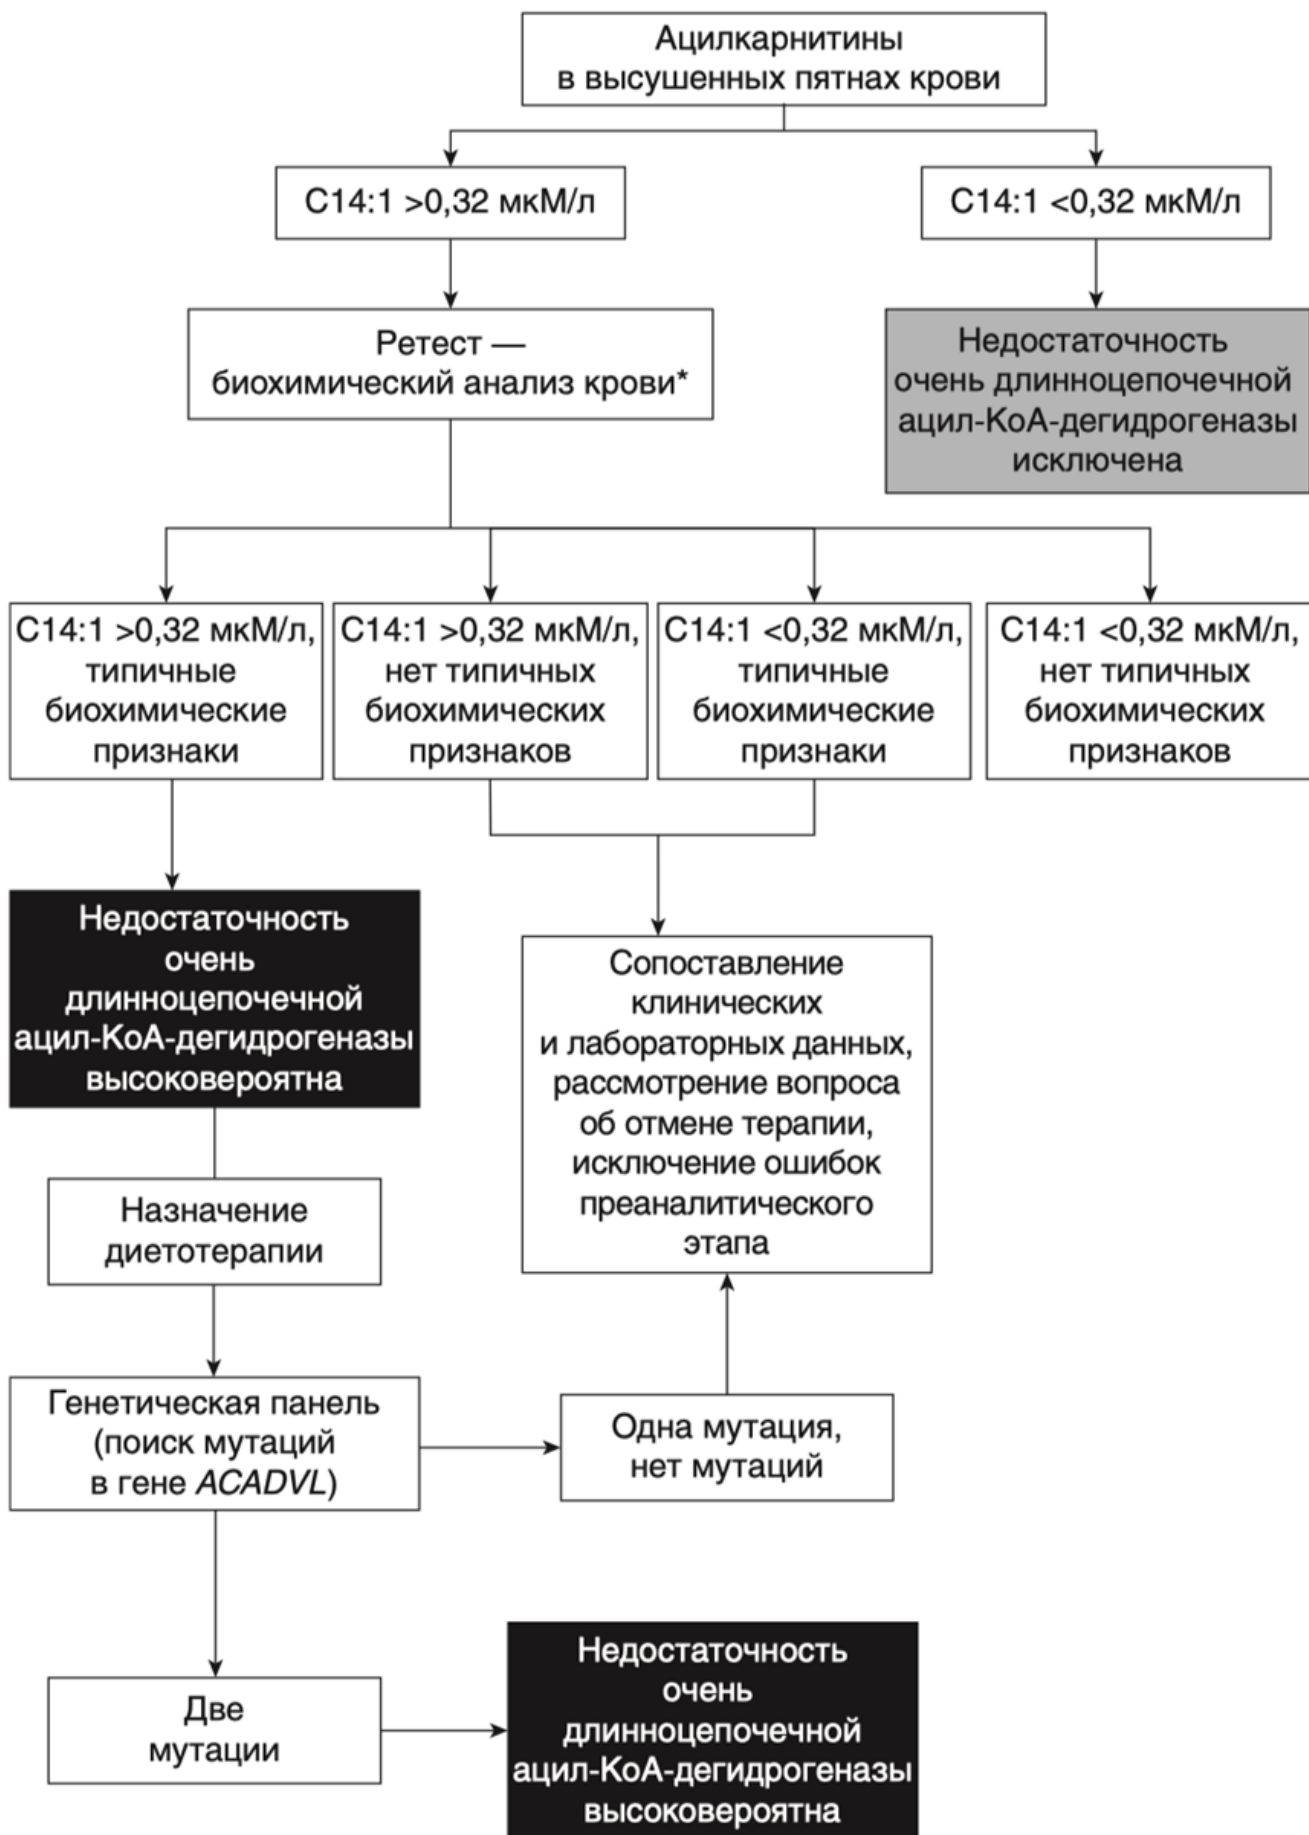 Ацилкарнитины
в высушенных пятнах крови
С14:1 >0,32 мкМ/л
С14:1 <0,32 мкМ/л
Ретест —
биохимический анализ крови*
Недостаточность
очень длинноцепочечной
ацил-КоА-дегидрогеназы
исключена
С14:1 >0,32 мкМ/л,
типичные
биохимические
признаки
С14:1 >0,32 мкМ/л,
нет типичных
биохимических
признаков
С14:1 <0,32 мкМ/л,
типичные
биохимические
признаки
С14:1 <0,32 мкМ/л,
нет типичных
биохимических
признаков
Недостаточность
очень
длинноцепочечной
ацил-КоА-дегидрогеназы
высоковероятна
Сопоставление
клинических
и лабораторных данных,
рассмотрение вопроса
об отмене терапии,
исключение ошибок
преаналитического
этапа
Назначение
диетотерапии
Генетическая панель
(поиск мутаций
в гене ACADVL)
Одна мутация,
нет мутаций
Две
мутации
Недостаточность
очень
длинноцепочечной
ацил-КоА-дегидрогеназы
высоковероятна